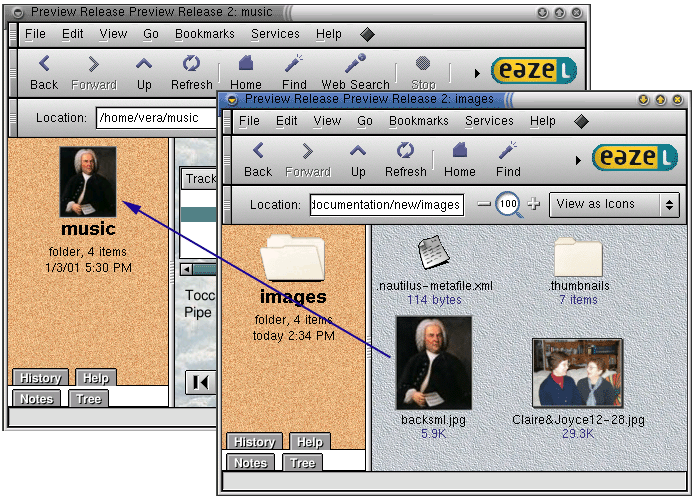 Preview Release Preview Release 2: music
File Edit View Go Bookmarks Services Help
Back Forward Up Refresh Home Find Web Search Stop
eazel
Location: /home/vera/music
music
folder, 4 items
1/3/01 5:30 PM
Track
Tocc
Pipe
History Help
Notes Tree
Preview Release Preview Release 2: images
File Edit View Go Bookmarks Services Help
Back Forward Up Refresh Home Find
eazel
Location: documentation/new/images 100 View as Icons
images
folder, 4 items
today 2:34 PM
.nautilus-metafile.xml
114 bytes
.thumbnails
7 items
backsml.jpg
5.9K
Claire&Joyce12-28.jpg
29.3K
History Help
Notes Tree